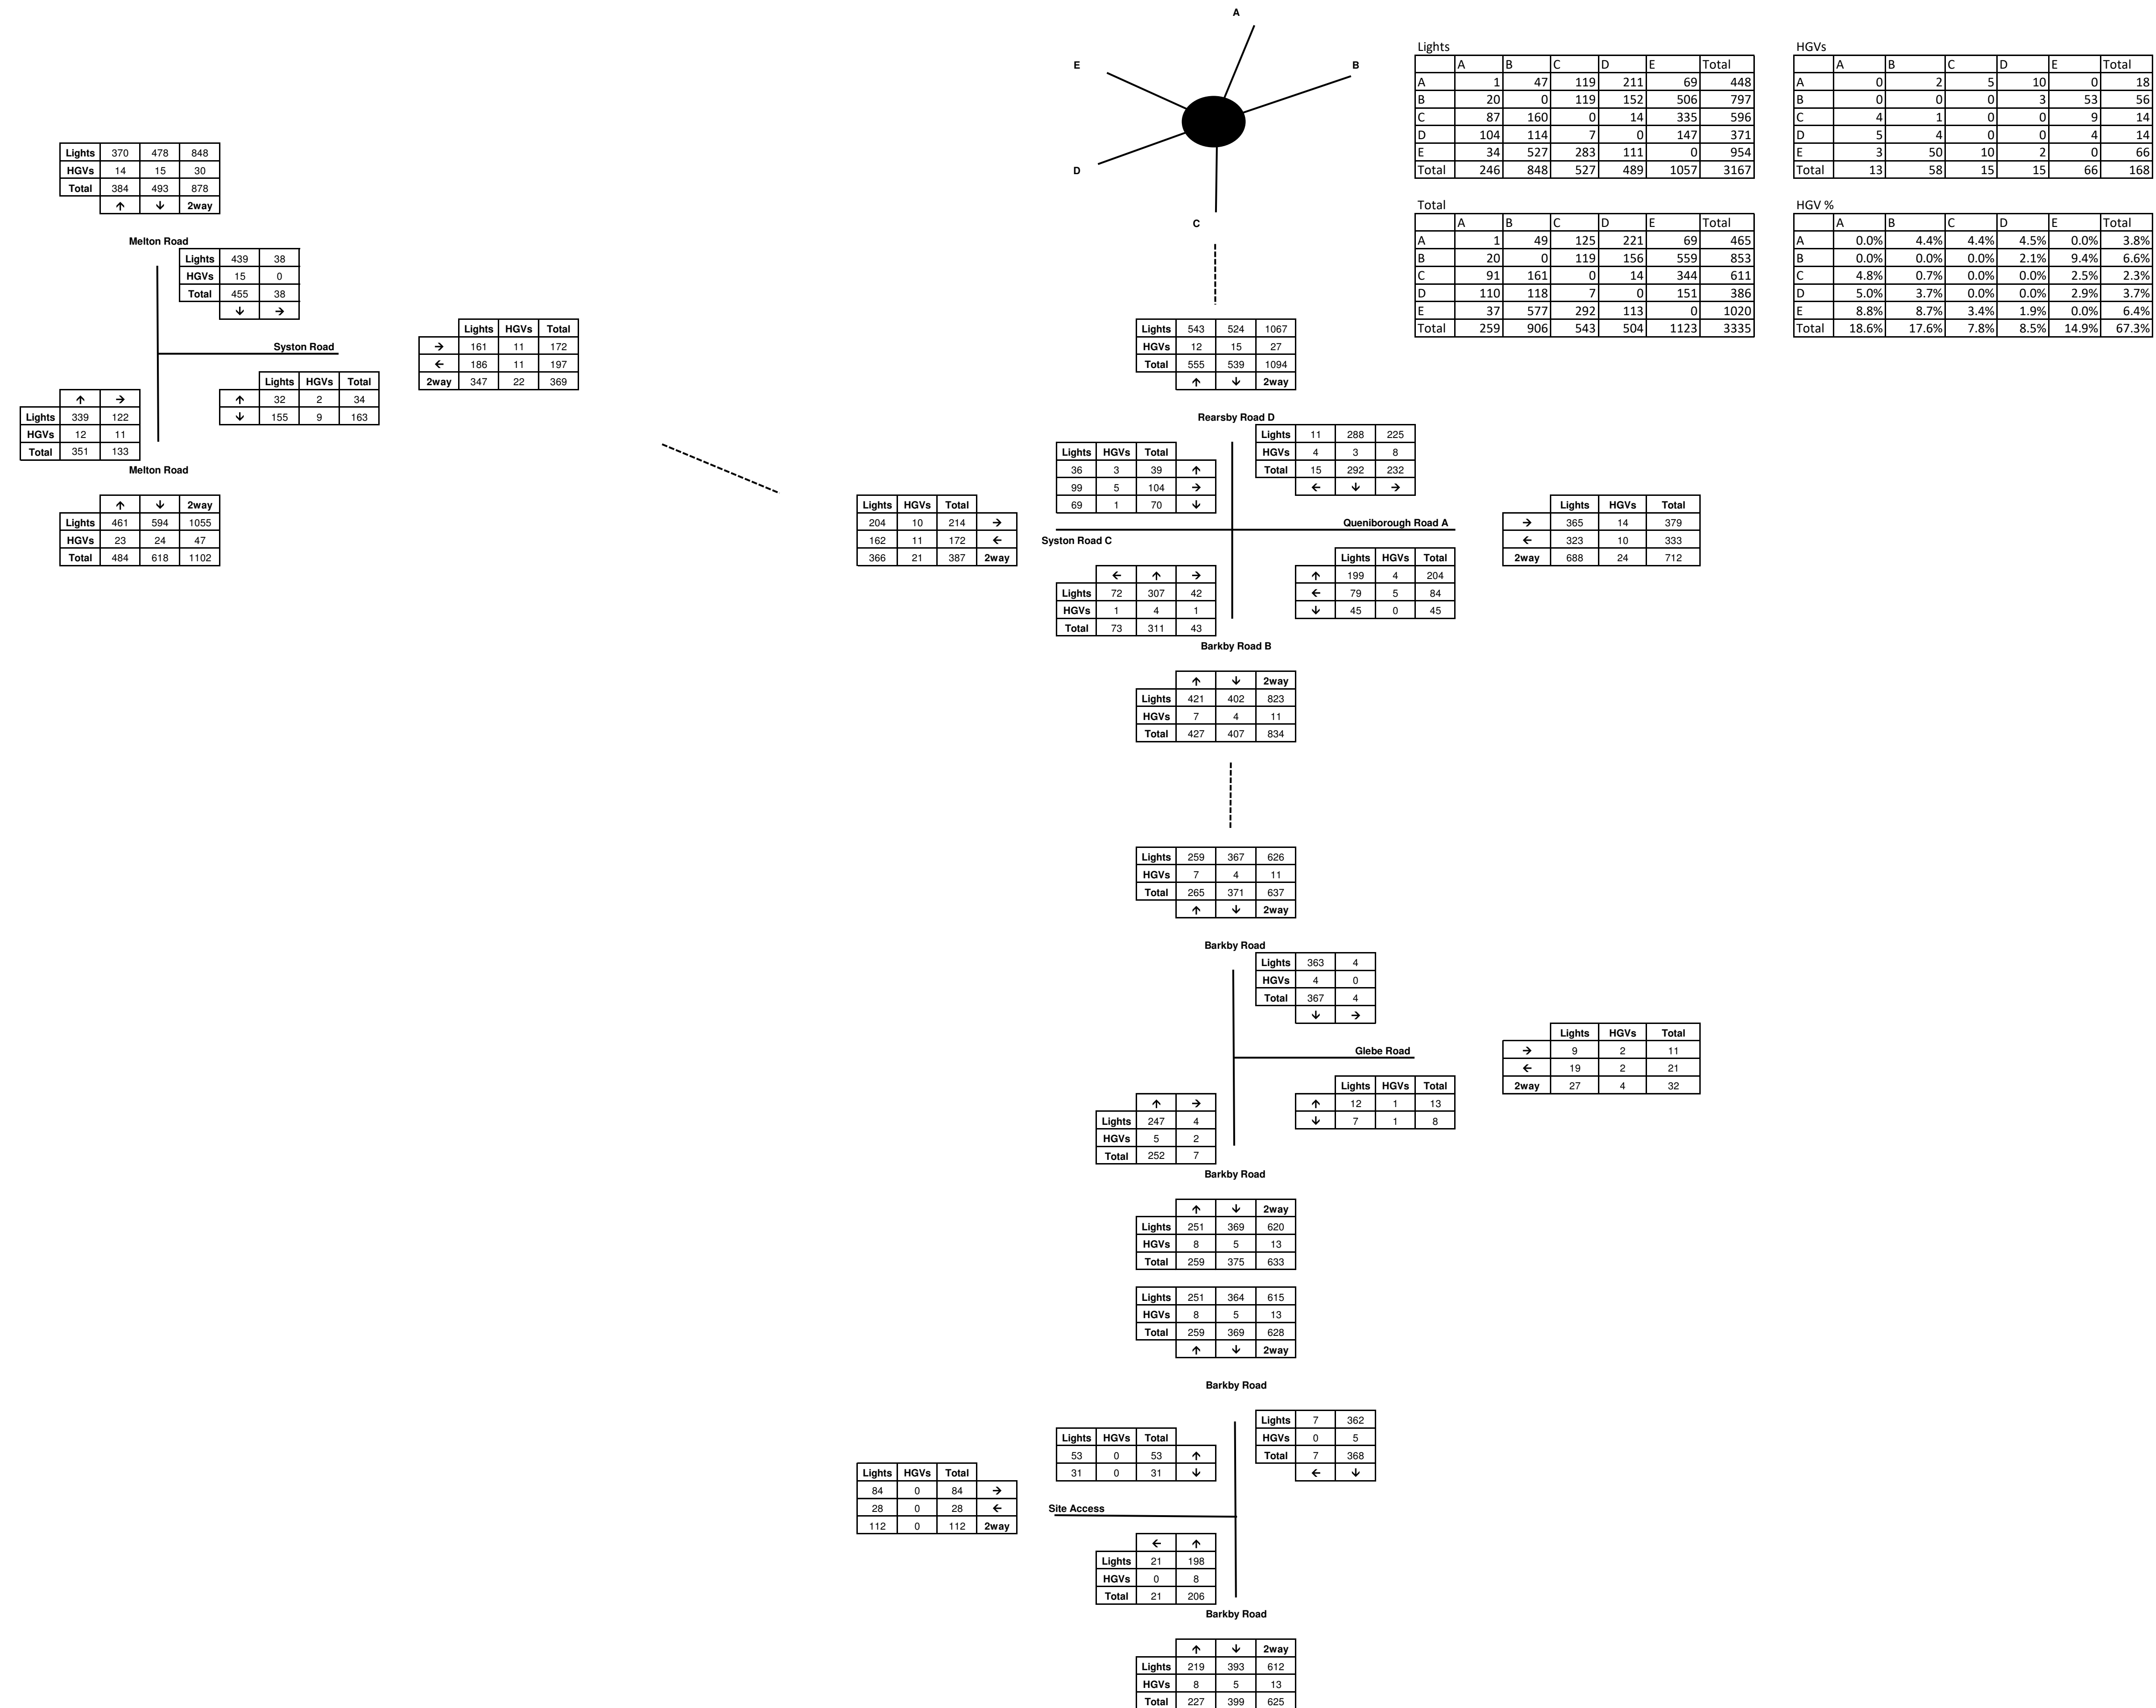 A
E
B
D
C
Lights
A B C D E Total
A 1 47 119 211 69 448
B 20 0 119 152 506 797
C 87 160 0 14 335 596
D 104 114 7 0 147 371
E 34 527 283 111 0 954
Total 246 848 527 489 1057 3167
HGVs
A B C D E Total
A 0 2 5 10 0 18
B 0 0 0 3 53 56
C 4 1 0 0 9 14
D 5 4 0 0 4 14
E 3 50 10 2 0 66
Total 13 58 15 15 66 168
Total
A B C D E Total
A 1 49 125 221 69 465
B 20 0 119 156 559 853
C 91 161 0 14 344 611
D 110 118 7 0 151 386
E 37 577 292 113 0 1020
Total 259 906 543 504 1123 3335
HGV %
A B C D E Total
A 0.0% 4.4% 4.4% 4.5% 0.0% 3.8%
B 0.0% 0.0% 0.0% 2.1% 9.4% 6.6%
C 4.8% 0.7% 0.0% 0.0% 2.5% 2.3%
D 5.0% 3.7% 0.0% 0.0% 2.9% 3.7%
E 8.8% 8.7% 3.4% 1.9% 0.0% 6.4%
Total 18.6% 17.6% 7.8% 8.5% 14.9% 67.3%
Lights 370 478 848
HGVs 14 15 30
Total 384 493 878
↑ ↓ 2way
Melton Road
Lights 439 38
HGVs 15 0
Total 455 38
↓ →
Syston Road
Lights HGVs Total
→ 161 11 172
← 186 11 197
2way 347 22 369
Lights HGVs Total
↑ 32 2 34
↓ 155 9 163
↑ →
Lights 339 122
HGVs 12 11
Total 351 133
Melton Road
↑ ↓ 2way
Lights 461 594 1055
HGVs 23 24 47
Total 484 618 1102
Lights 543 524 1067
HGVs 12 15 27
Total 555 539 1094
↑ ↓ 2way
Rearsby Road D
Lights 11 288 225
HGVs 4 3 8
Total 15 292 232
← ↓ →
Lights HGVs Total
36 3 39 ↑
99 5 104 →
69 1 70 ↓
Lights HGVs Total
204 10 214 →
162 11 172 ←
366 21 387 2way
Queniborough Road A
Syston Road C
Lights HGVs Total
→ 365 14 379
← 323 10 333
2way 688 24 712
Lights HGVs Total
↑ 199 4 204
← 79 5 84
↓ 45 0 45
← ↑ →
Lights 72 307 42
HGVs 1 4 1
Total 73 311 43
Barkby Road B
↑ ↓ 2way
Lights 421 402 823
HGVs 7 4 11
Total 427 407 834
Lights 259 367 626
HGVs 7 4 11
Total 265 371 637
↑ ↓ 2way
Barkby Road
Lights 363 4
HGVs 4 0
Total 367 4
↓ →
Glebe Road
Lights HGVs Total
→ 9 2 11
← 19 2 21
2way 27 4 32
Lights HGVs Total
↑ 12 1 13
↓ 7 1 8
↑ →
Lights 247 4
HGVs 5 2
Total 252 7
Barkby Road
↑ ↓ 2way
Lights 251 369 620
HGVs 8 5 13
Total 259 375 633
Lights 251 364 615
HGVs 8 5 13
Total 259 369 628
↑ ↓ 2way
Barkby Road
Lights 7 362
HGVs 0 5
Total 7 368
← ↓
Lights HGVs Total
53 0 53 ↑
31 0 31 ↓
Lights HGVs Total
84 0 84 →
28 0 28 ←
112 0 112 2way
Site Access
← ↑
Lights 21 198
HGVs 0 8
Total 21 206
Barkby Road
↑ ↓ 2way
Lights 219 393 612
HGVs 8 5 13
Total 227 399 625